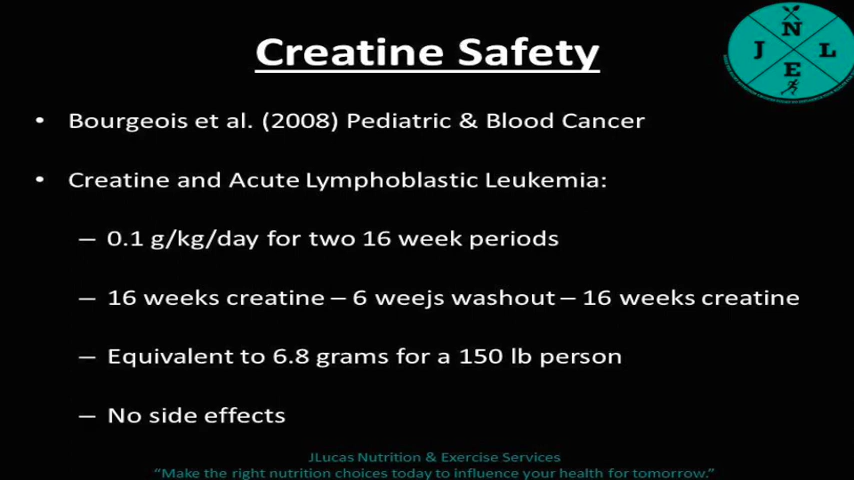 Creatine Safety
J N L E
• Bourgeois et al. (2008) Pediatric & Blood Cancer
• Creatine and Acute Lymphoblastic Leukemia:
– 0.1 g/kg/day for two 16 week periods
– 16 weeks creatine – 6 weejs washout – 16 weeks creatine
– Equivalent to 6.8 grams for a 150 lb person
– No side effects
JLucas Nutrition & Exercise Services
“Make the right nutrition choices today to influence your health for tomorrow.”